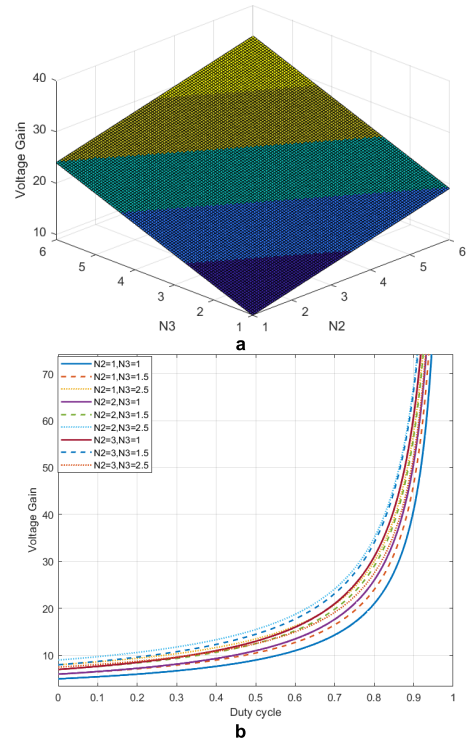 40
30
20
10
Voltage Gain
6
5
4
3
2
1
N3
1
2
3
4
5
6
N2
a
N2=1,N3=1
N2=1,N3=1.5
N2=1,N3=2.5
N2=2,N3=1
N2=2,N3=1.5
N2=2,N3=2.5
N2=3,N3=1
N2=3,N3=1.5
N2=3,N3=2.5
70
60
50
40
30
20
10
Voltage Gain
0 0.1 0.2 0.3 0.4 0.5 0.6 0.7 0.8 0.9 1
Duty cycle
b